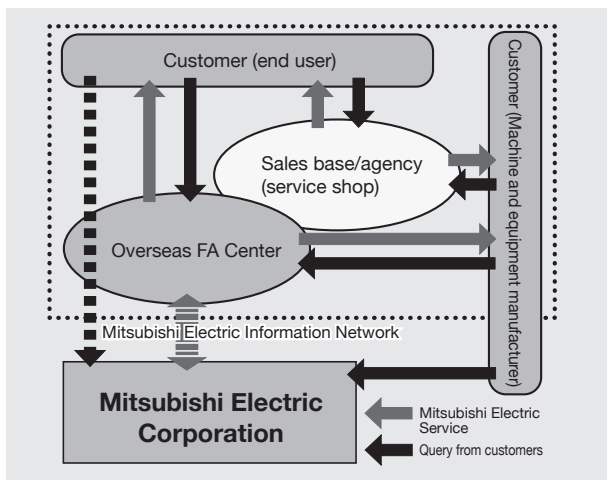 Customer (end user)
Customer (Machine and equipment manufacturer)
Sales base/agency
(service shop)
Overseas FA Center
Mitsubishi Electric Information Network
Mitsubishi Electric
Corporation
Mitsubishi Electric
Service
Query from customers